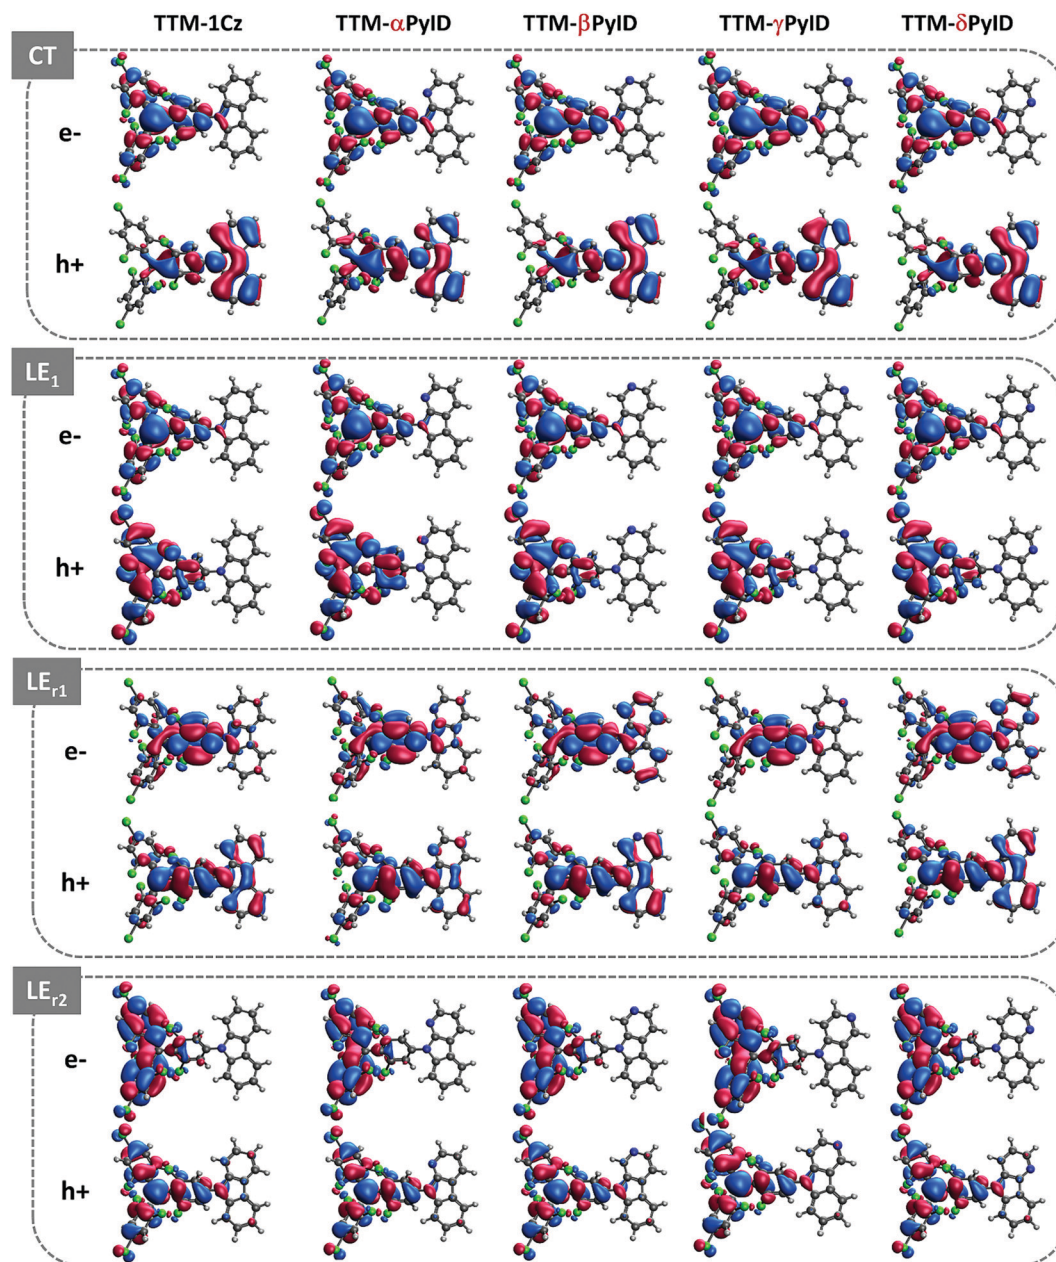 TTM-1Cz TTM-αPyID TTM-βPyID TTM-γPyID TTM-δPyID
CT
e-
h+
LE₁
e-
h+
LEᵣ₁
e-
h+
LEᵣ₂
e-
h+